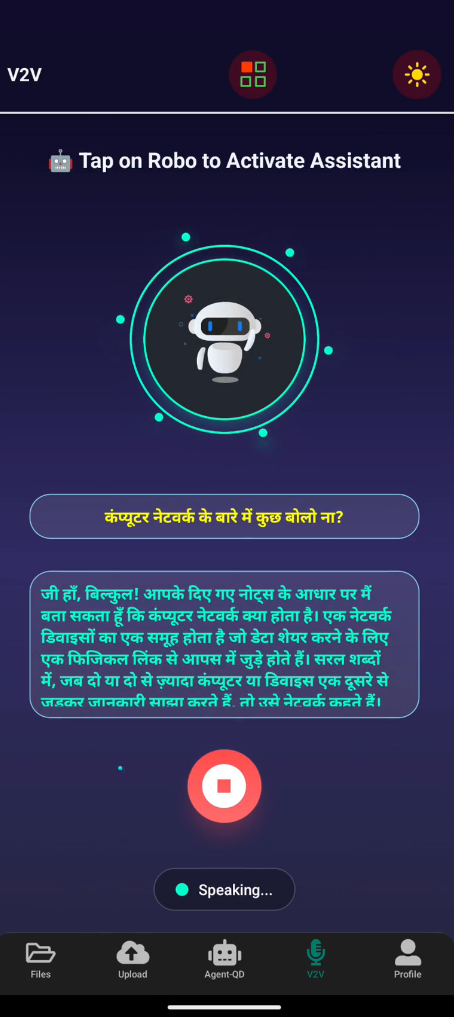 V2V
🤖 Tap on Robo to Activate Assistant
कंप्यूटर नेटवर्क के बारे में कुछ बोलो ना?
जी हाँ, बिल्कुल! आपके दिए गए नोट्स के आधार पर मैं
बता सकता हूँ कि कंप्यूटर नेटवर्क क्या होता है। एक नेटवर्क
डिवाइसों का एक समूह होता है जो डेटा शेयर करने के लिए
एक फिजिकल लिंक से आपस में जुड़े होते हैं। सरल शब्दों
में, जब दो या दो से ज़्यादा कंप्यूटर या डिवाइस एक दूसरे से
जुड़कर जानकारी साझा करते हैं, तो उसे नेटवर्क कहते हैं।
Speaking...
Files
Upload
Agent-QD
V2V
Profile